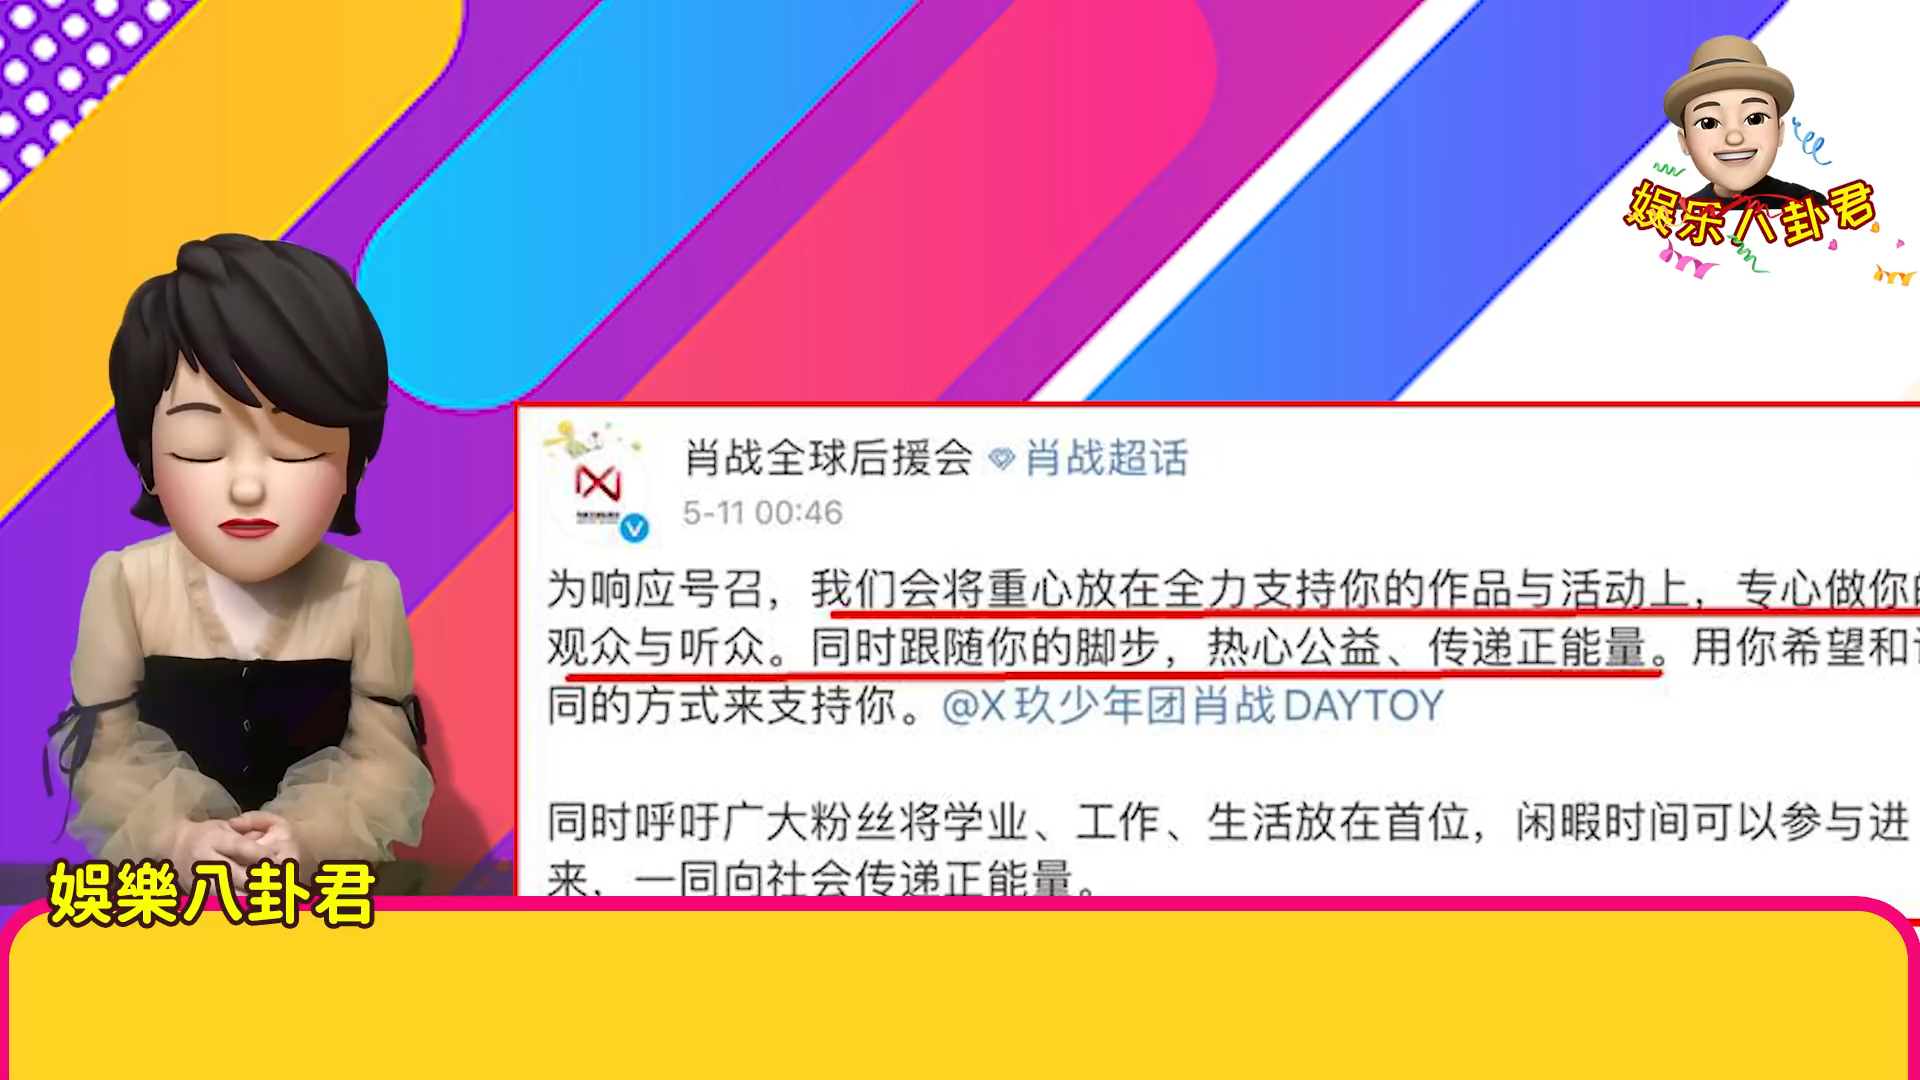 娱乐八卦君
肖战全球后援会 肖战超话
5-11 00:46
为响应号召，我们会将重心放在全力支持你的作品与活动上，专心做你的
观众与听众。同时跟随你的脚步，热心公益、传递正能量。用你希望和
同的方式来支持你。@X玖少年团肖战DAYTOY
同时呼吁广大粉丝将学业、工作、生活放在首位，闲暇时间可以参与进
来，一同向社会传递正能量。
娛樂八卦君